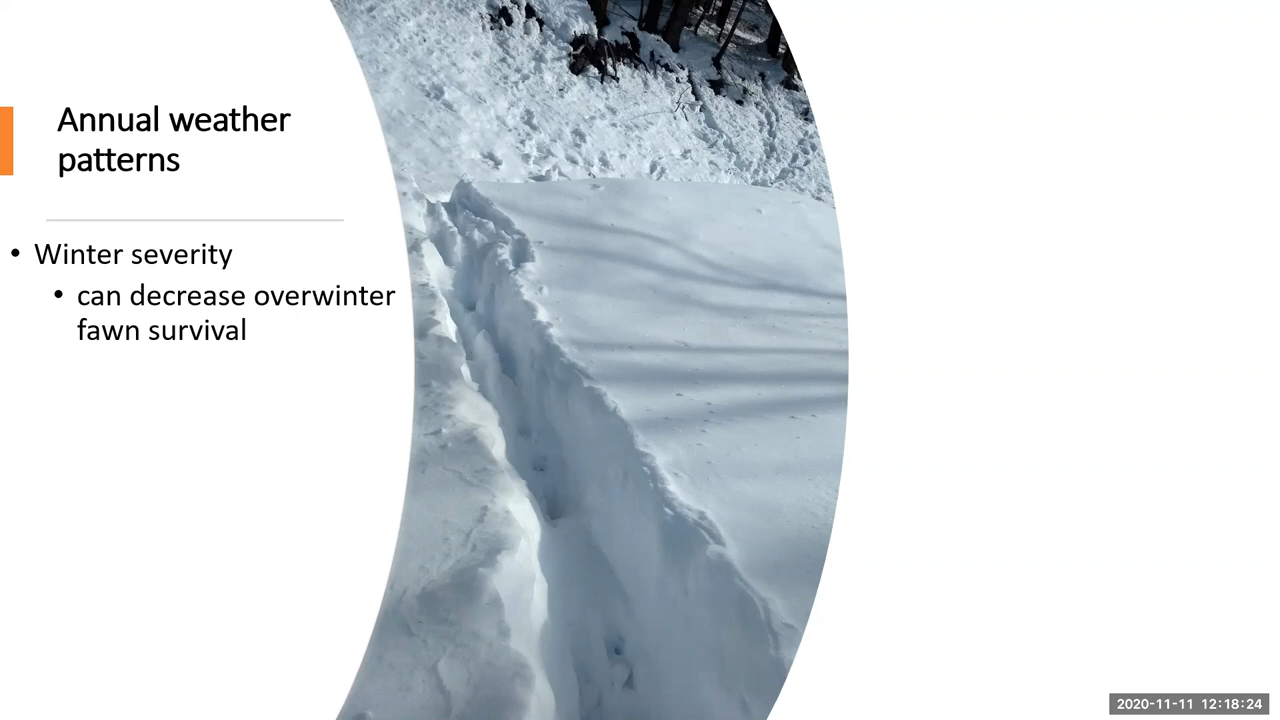 Annual weather
patterns
• Winter severity
• can decrease overwinter
fawn survival
2020-11-11 12:18:24